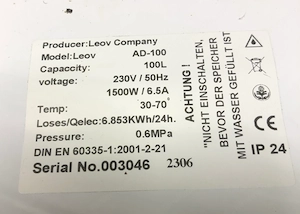 Producer:Leov Company
Model:Leov AD-100
Capaccity: 100L
voltage: 230V / 50Hz
1500W / 6.5A
Temp: 30-70°
Loses/Qelec:6.853KWh/24h.
Pressure: 0.6MPa
DIN EN 60335-1:2001-2-21
Serial No.003046 2306
ACHTUNG !
"NICHT EINSCHALTEN,
BEVOR DER SPEICHER
MIT WASSER GEFÜLLT IST
CE
IP 24